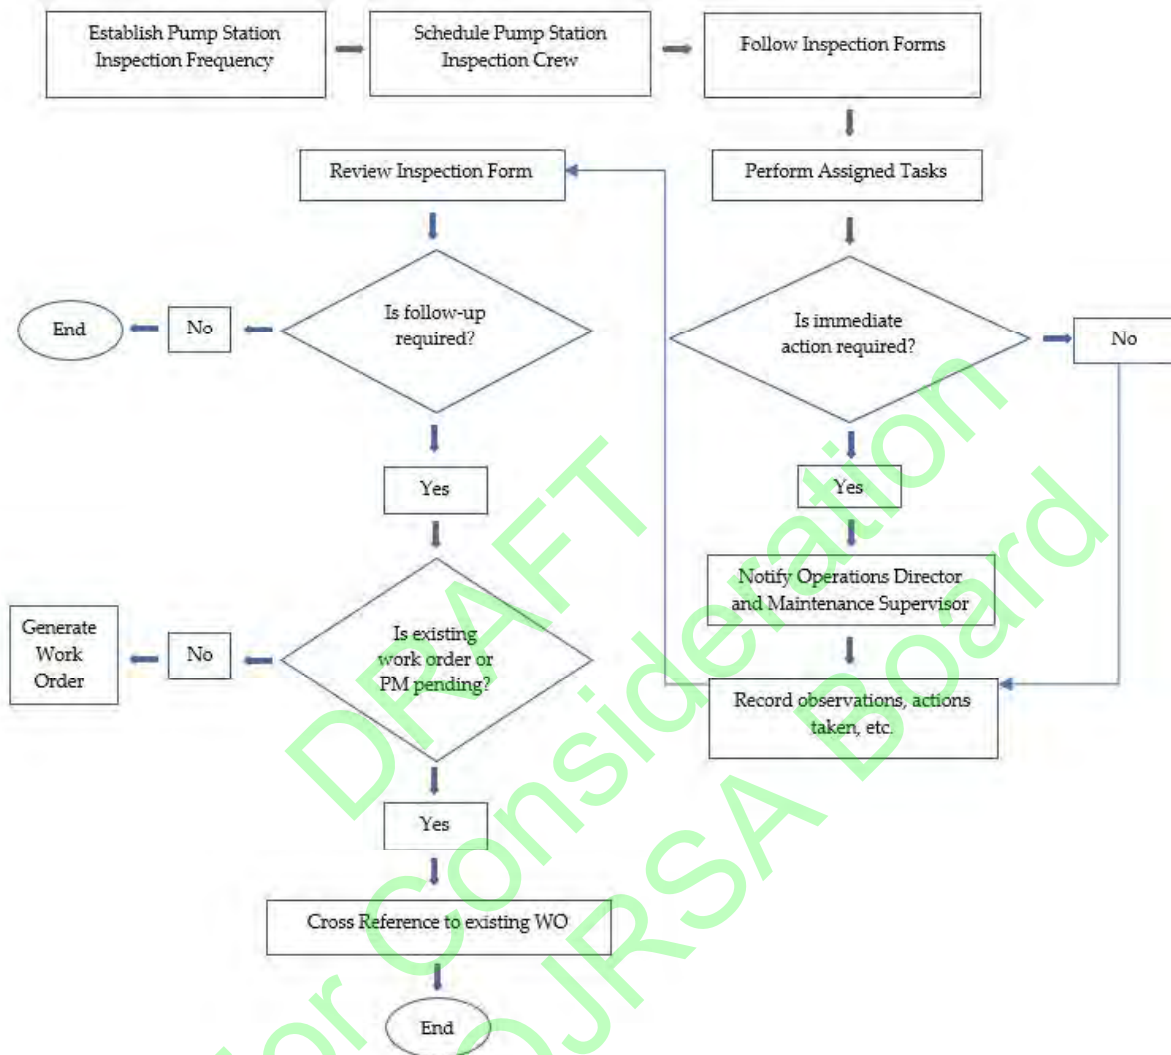 Establish Pump Station
Inspection Frequency
Schedule Pump Station
Inspection Crew
Follow Inspection Forms
Review Inspection Form
Perform Assigned Tasks
End
No
Is follow-up
required?
Is immediate
action required?
No
Yes
Yes
Notify Operations Director
and Maintenance Supervisor
Generate
Work
Order
No
Is existing
work order or
PM pending?
Record observations, actions
taken, etc.
Yes
Cross Reference to existing WO
End
DRAFT
for Consideration
OJRSA Board